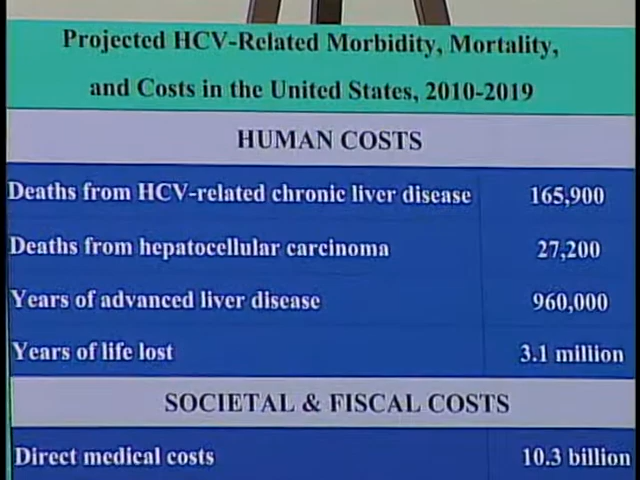 Projected HCV-Related Morbidity, Mortality,
and Costs in the United States, 2010-2019
HUMAN COSTS
Deaths from HCV-related chronic liver disease 165,900
Deaths from hepatocellular carcinoma 27,200
Years of advanced liver disease 960,000
Years of life lost 3.1 million
SOCIETAL & FISCAL COSTS
Direct medical costs 10.3 billion